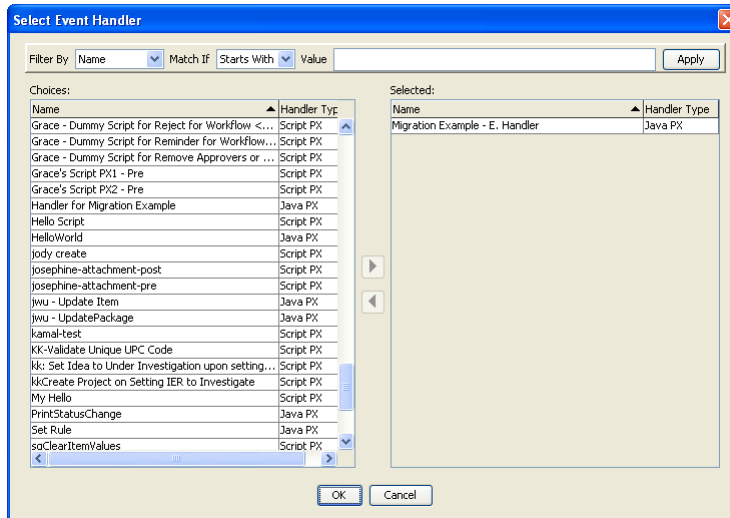 Select Event Handler
Filter By Name Match If Starts With Value Apply
Choices:
Name Handler Typ
Grace - Dummy Script for Reject for Workflow <... Script PX
Grace - Dummy Script for Reminder for Workflow... Script PX
Grace - Dummy Script for Remove Approvers or ... Script PX
Grace's Script PX1 - Pre Script PX
Grace's Script PX2 - Pre Script PX
Handler for Migration Example Java PX
Hello Script Script PX
HelloWorld Java PX
jody create Script PX
josephine-attachment-post Script PX
josephine-attachment-pre Script PX
jwu - Update Item Java PX
jwu - UpdatePackage Java PX
kamal-test Script PX
KK-Validate Unique UPC Code Script PX
kk: Set Idea to Under Investigation upon setting... Script PX
kkCreate Project on Setting IER to Investigate Script PX
My Hello Script PX
PrintStatusChange Java PX
Set Rule Java PX
sgClearItemValues Script PX
Selected:
Name Handler Type
Migration Example - E. Handler Java PX
OK Cancel